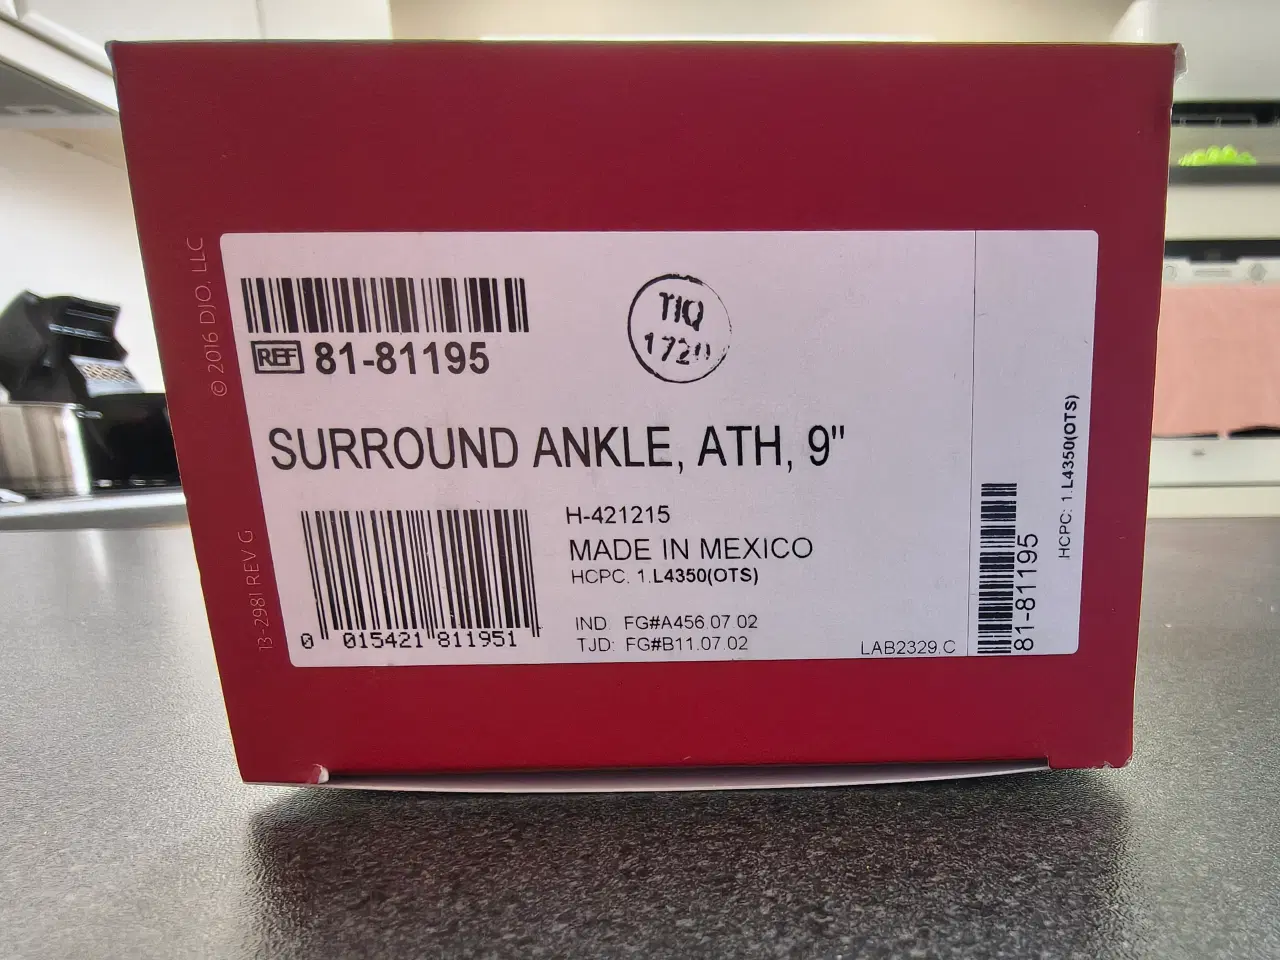 © 2016 DJO, LLC
13-2981 REV G
REF 81-81195
TIQ
1720
SURROUND ANKLE, ATH, 9"
H-421215
MADE IN MEXICO
HCPC. 1.L4350(OTS)
0 015421 811951
IND: FG#A456.07.02
TJD: FG#B11.07.02
LAB2329,C
81-81195
HCPC: 1.L4350(OTS)